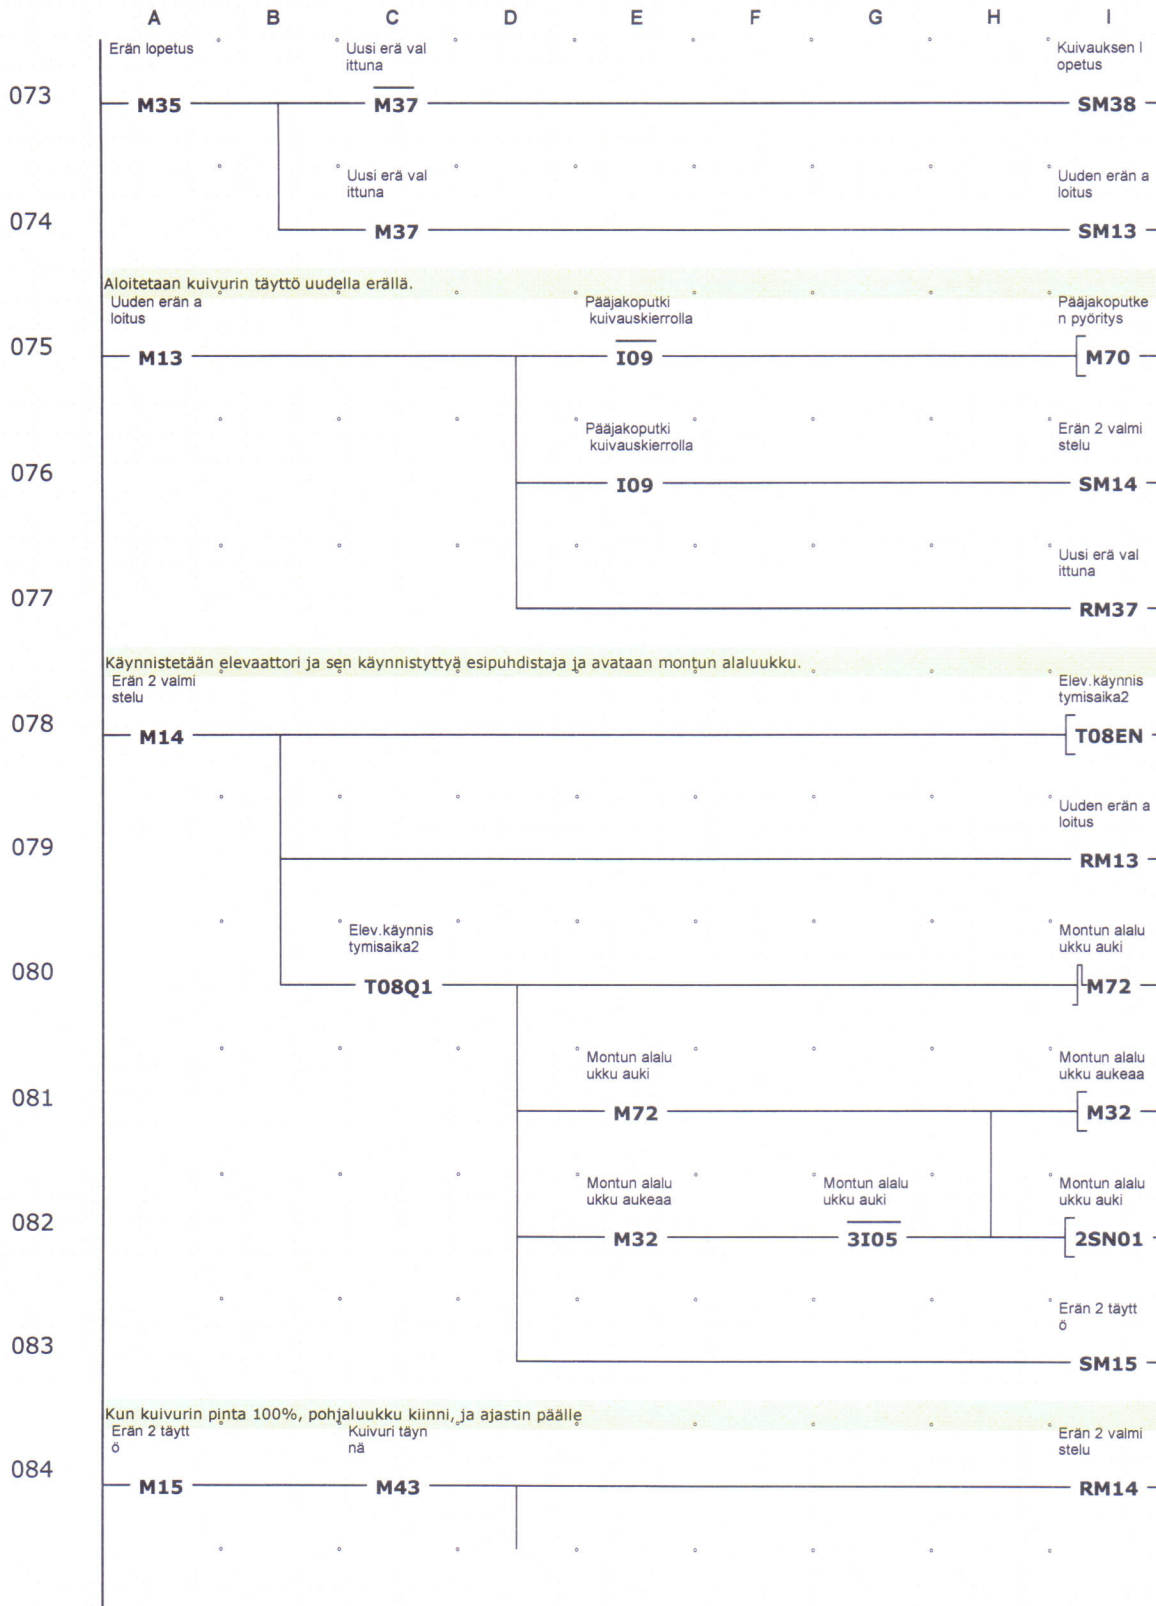 A B C D E F G H I
Erän lopetus Uusi erä val Kuivauksen l
ittuna opetus
073 M35 M37 SM38
Uusi erä val Uuden erän a
ittuna loitus
074 M37 SM13
Aloitetaan kuivurin täyttö uudella erällä.
Uuden erän a Pääjakoputki Pääjakoputke
loitus kuivauskierrolla n pyöritys
075 M13 I09 M70
Pääjakoputki Erän 2 valmi
kuivauskierrolla stelu
076 I09 SM14
Uusi erä val
ittuna
077 RM37
Käynnistetään elevaattori ja sen käynnistyttyä esipuhdistaja ja avataan montun alaluukku.
Erän 2 valmi Elev.käynnis
stelu tymisaika2
078 M14 T08EN
Uuden erän a
loitus
079 RM13
Elev.käynnis Montun alalu
tymisaika2 ukku auki
080 T08Q1 M72
Montun alalu Montun alalu
ukku auki ukku aukeaa
081 M72 M32
Montun alalu Montun alalu Montun alalu
ukku aukeaa ukku auki ukku auki
082 M32 3I05 2SN01
Erän 2 täytt
ö
083 SM15
Kun kuivurin pinta 100%, pohjaluukku kiinni, ja ajastin päälle
Erän 2 täytt Kuivuri täyn Erän 2 valmi
ö nä stelu
084 M15 M43 RM14